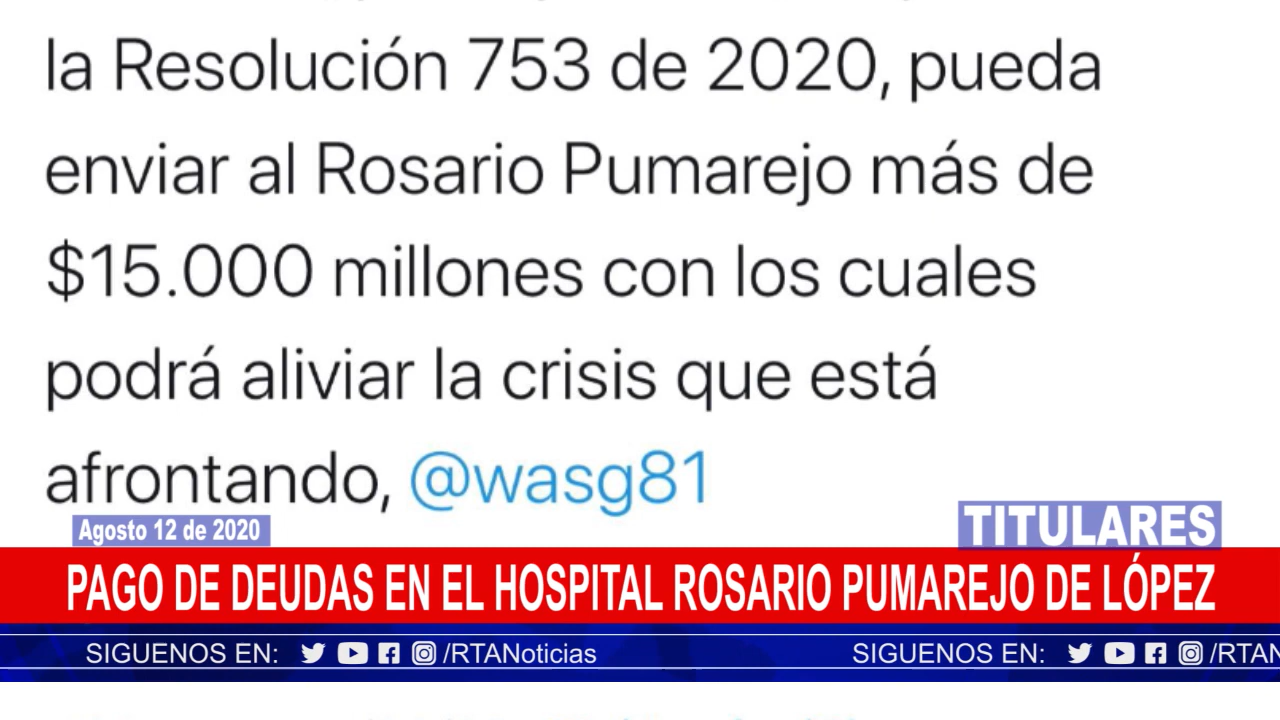 la Resolución 753 de 2020, pueda
enviar al Rosario Pumarejo más de
$15.000 millones con los cuales
podrá aliviar la crisis que está
afrontando, @wasg81
Agosto 12 de 2020
TITULARES
PAGO DE DEUDAS EN EL HOSPITAL ROSARIO PUMAREJO DE LÓPEZ
SIGUENOS EN: /RTANoticias SIGUENOS EN: /RTAN